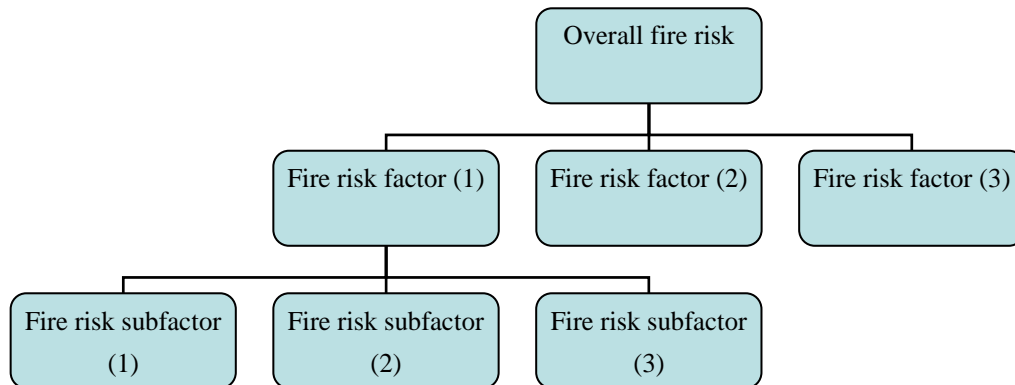 Overall fire risk
Fire risk factor (1)
Fire risk factor (2)
Fire risk factor (3)
Fire risk subfactor
(1)
Fire risk subfactor
(2)
Fire risk subfactor
(3)